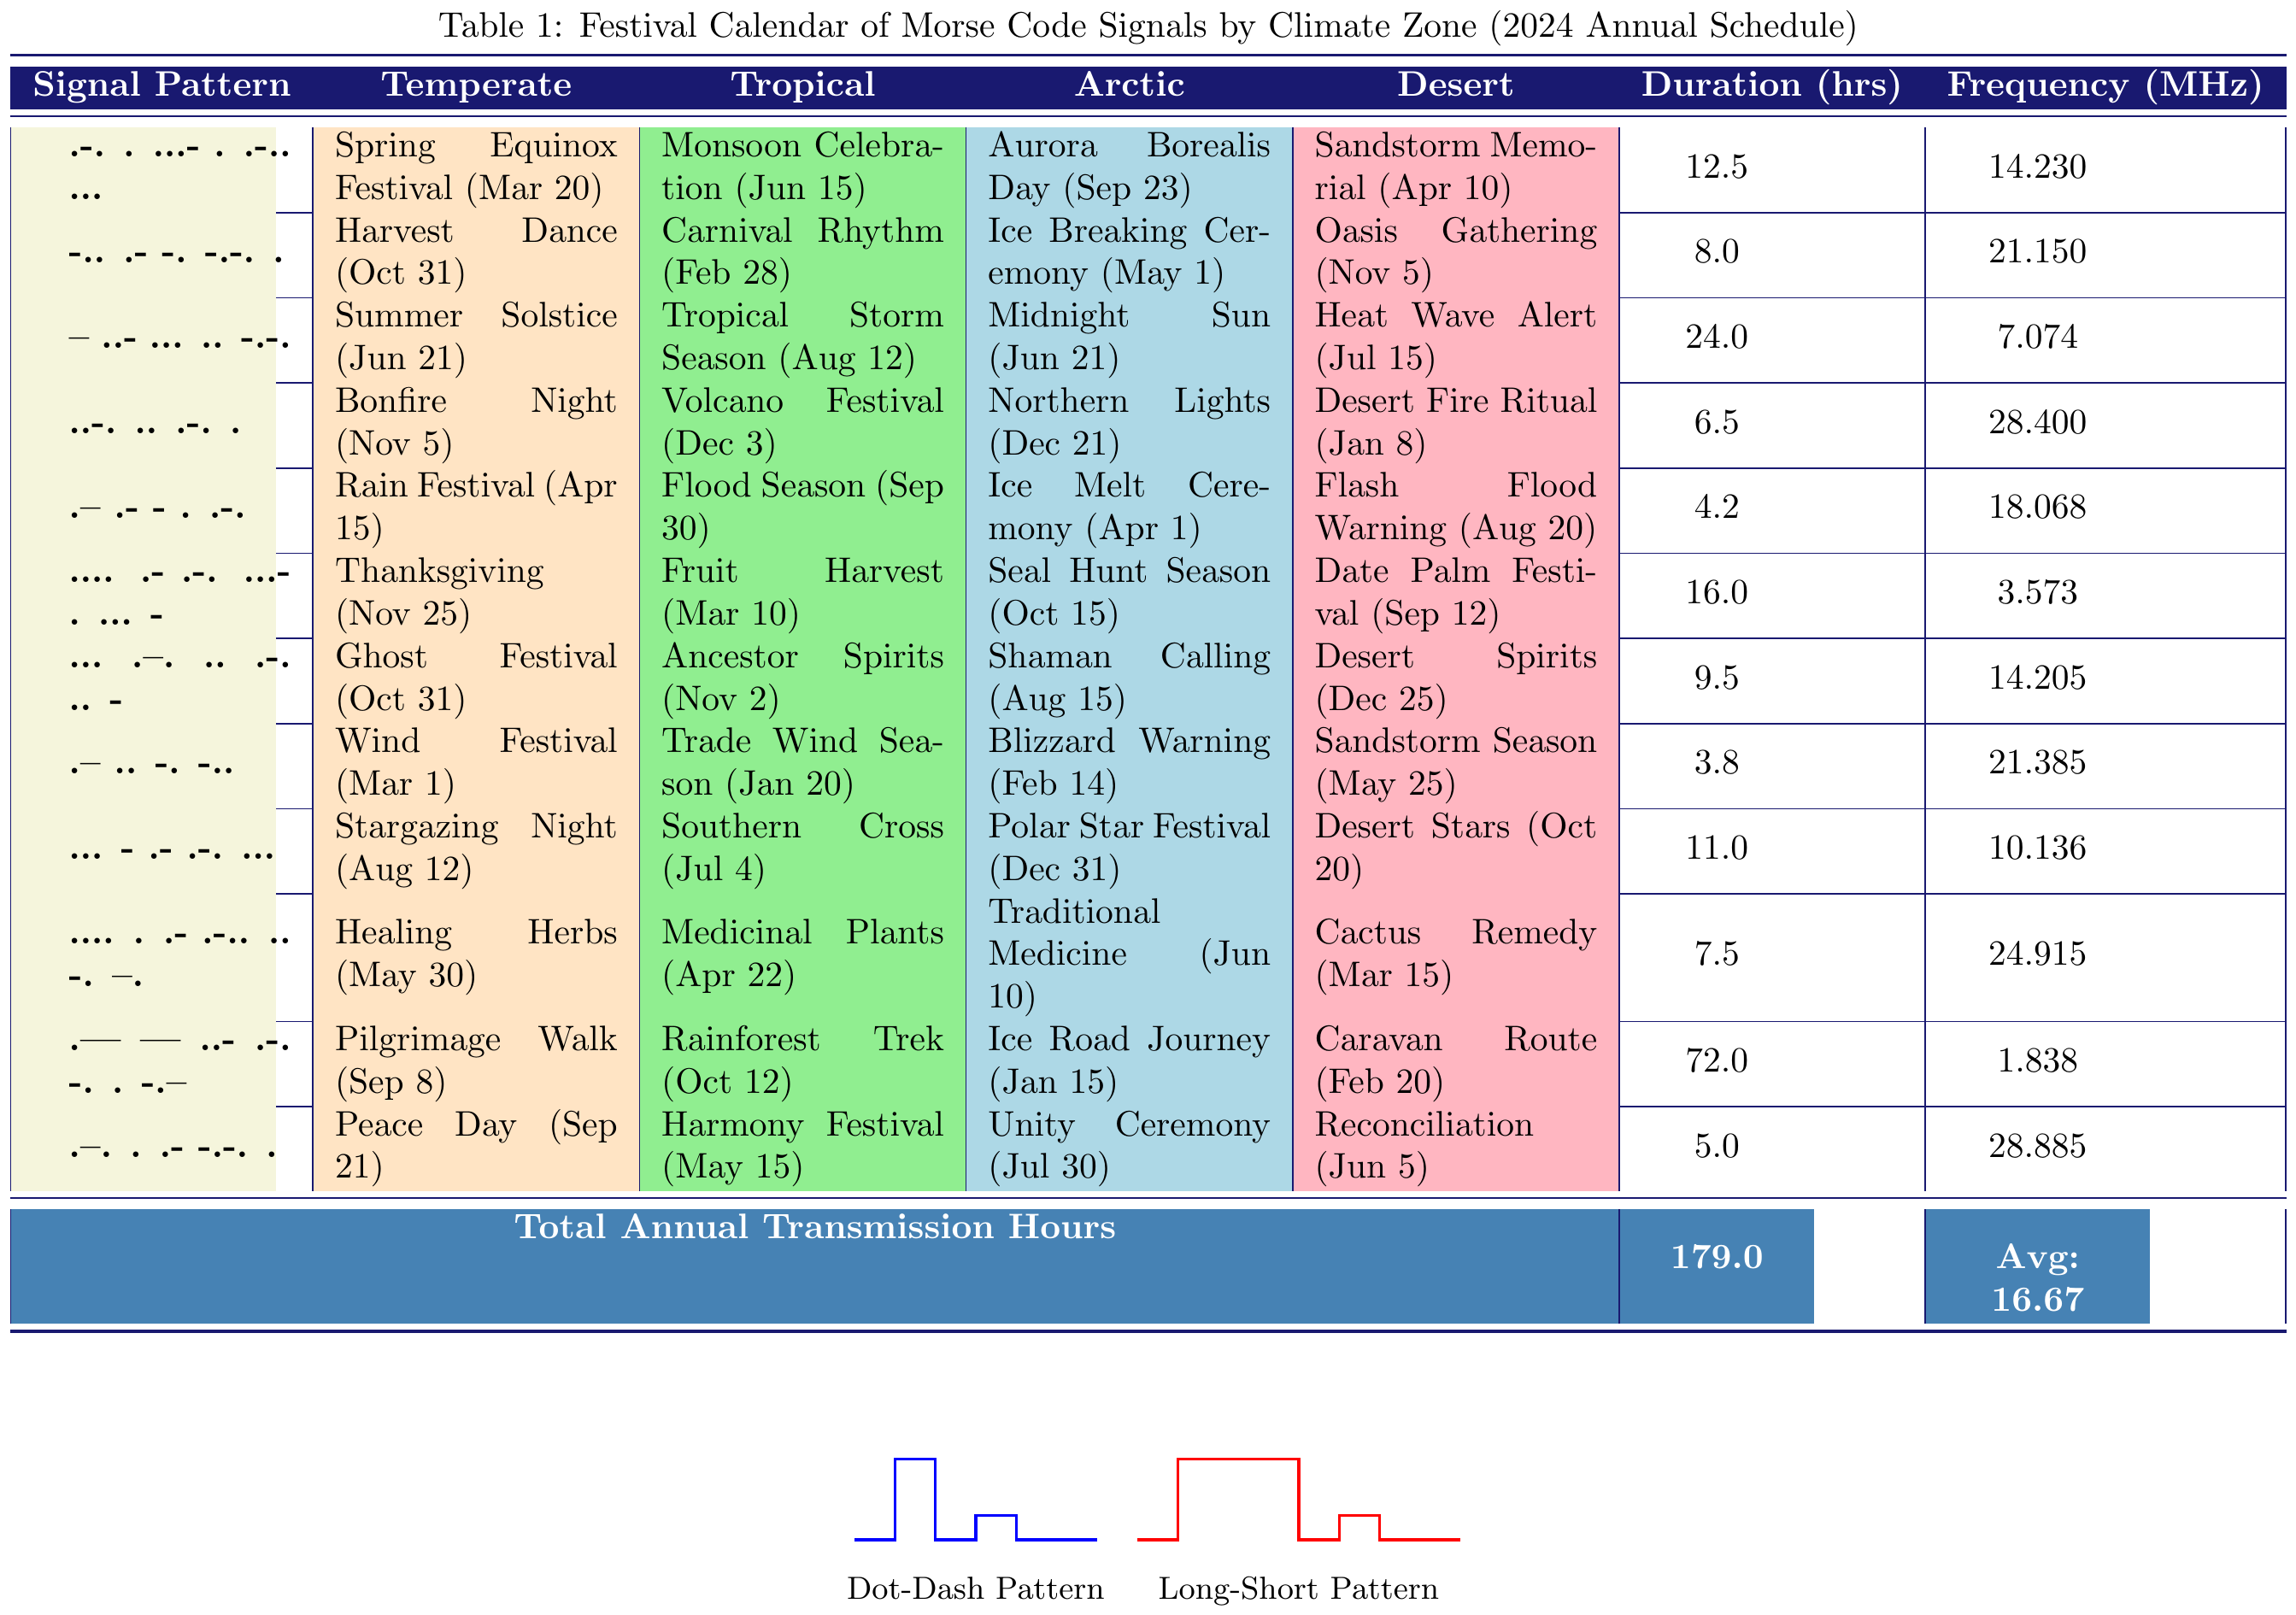 Table 1: Festival Calendar of Morse Code Signals by Climate Zone (2024 Annual Schedule)
Signal Pattern Temperate Tropical Arctic Desert Duration (hrs) Frequency (MHz)
.-. . ...- . .-..
...
Spring Equinox
Festival (Mar 20)
Monsoon Celebra-
tion (Jun 15)
Aurora Borealis
Day (Sep 23)
Sandstorm Memo-
rial (Apr 10)
12.5
14.230
-.. .- -. -.-. .
Harvest Dance
(Oct 31)
Carnival Rhythm
(Feb 28)
Ice Breaking Cer-
emony (May 1)
Oasis Gathering
(Nov 5)
8.0
21.150
– ..- ... .. -.-.
Summer Solstice
(Jun 21)
Tropical Storm
Season (Aug 12)
Midnight Sun
(Jun 21)
Heat Wave Alert
(Jul 15)
24.0
7.074
..-. .. .-. .
Bonfire Night
(Nov 5)
Volcano Festival
(Dec 3)
Northern Lights
(Dec 21)
Desert Fire Ritual
(Jan 8)
6.5
28.400
.– .- - . .-.
Rain Festival (Apr
15)
Flood Season (Sep
30)
Ice Melt Cere-
mony (Apr 1)
Flash Flood
Warning (Aug 20)
4.2
18.068
.... .- .-. ...-
. ... -
Thanksgiving
(Nov 25)
Fruit Harvest
(Mar 10)
Seal Hunt Season
(Oct 15)
Date Palm Festi-
val (Sep 12)
16.0
3.573
... .–. .. .-.
.. -
Ghost Festival
(Oct 31)
Ancestor Spirits
(Nov 2)
Shaman Calling
(Aug 15)
Desert Spirits
(Dec 25)
9.5
14.205
.– .. -. -..
Wind Festival
(Mar 1)
Trade Wind Sea-
son (Jan 20)
Blizzard Warning
(Feb 14)
Sandstorm Season
(May 25)
3.8
21.385
... - .- .-. ...
Stargazing Night
(Aug 12)
Southern Cross
(Jul 4)
Polar Star Festival
(Dec 31)
Desert Stars (Oct
20)
11.0
10.136
.... . .- .-.. ..
-. –.
Healing Herbs
(May 30)
Medicinal Plants
(Apr 22)
Traditional
Medicine (Jun
10)
Cactus Remedy
(Mar 15)
7.5
24.915
.— — ..- .-.
-. . -.–
Pilgrimage Walk
(Sep 8)
Rainforest Trek
(Oct 12)
Ice Road Journey
(Jan 15)
Caravan Route
(Feb 20)
72.0
1.838
.–. . .- -.-. .
Peace Day (Sep
21)
Harmony Festival
(May 15)
Unity Ceremony
(Jul 30)
Reconciliation
(Jun 5)
5.0
28.885
Total Annual Transmission Hours
179.0
Avg:
16.67
Dot-Dash Pattern Long-Short Pattern